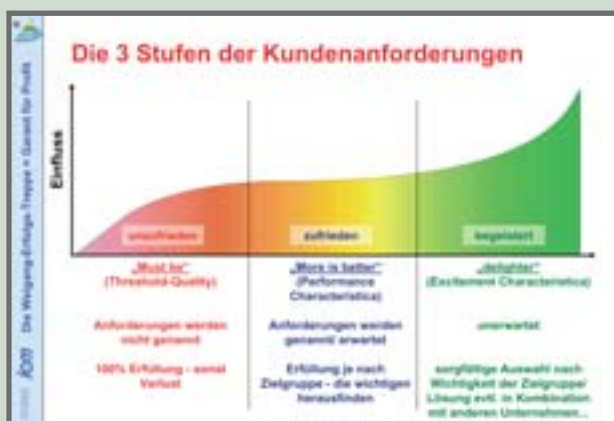 Die 3 Stufen der Kundenanforderungen
Einfluss
Die Weigang-Erfolgs-Treppe = Garant für Profit
unzufrieden
zufrieden
begeistert
„Must be“
(Threshold-Quality)
Anforderungen werden
nicht genannt
100% Erfüllung - sonst
Verlust
„More is better“
(Performance
Characteristica)
Anforderungen werden
genannt/ erwartet
Erfüllung je nach
Zielgruppe - die wichtigen
herausfinden
„delighter“
(Excitement Characteristica)
unerwartet
sorgfältige Auswahl nach
Wichtigkeit der Zielgruppe/
Lösung evtl. in Kombination
mit anderen Unternehmen...